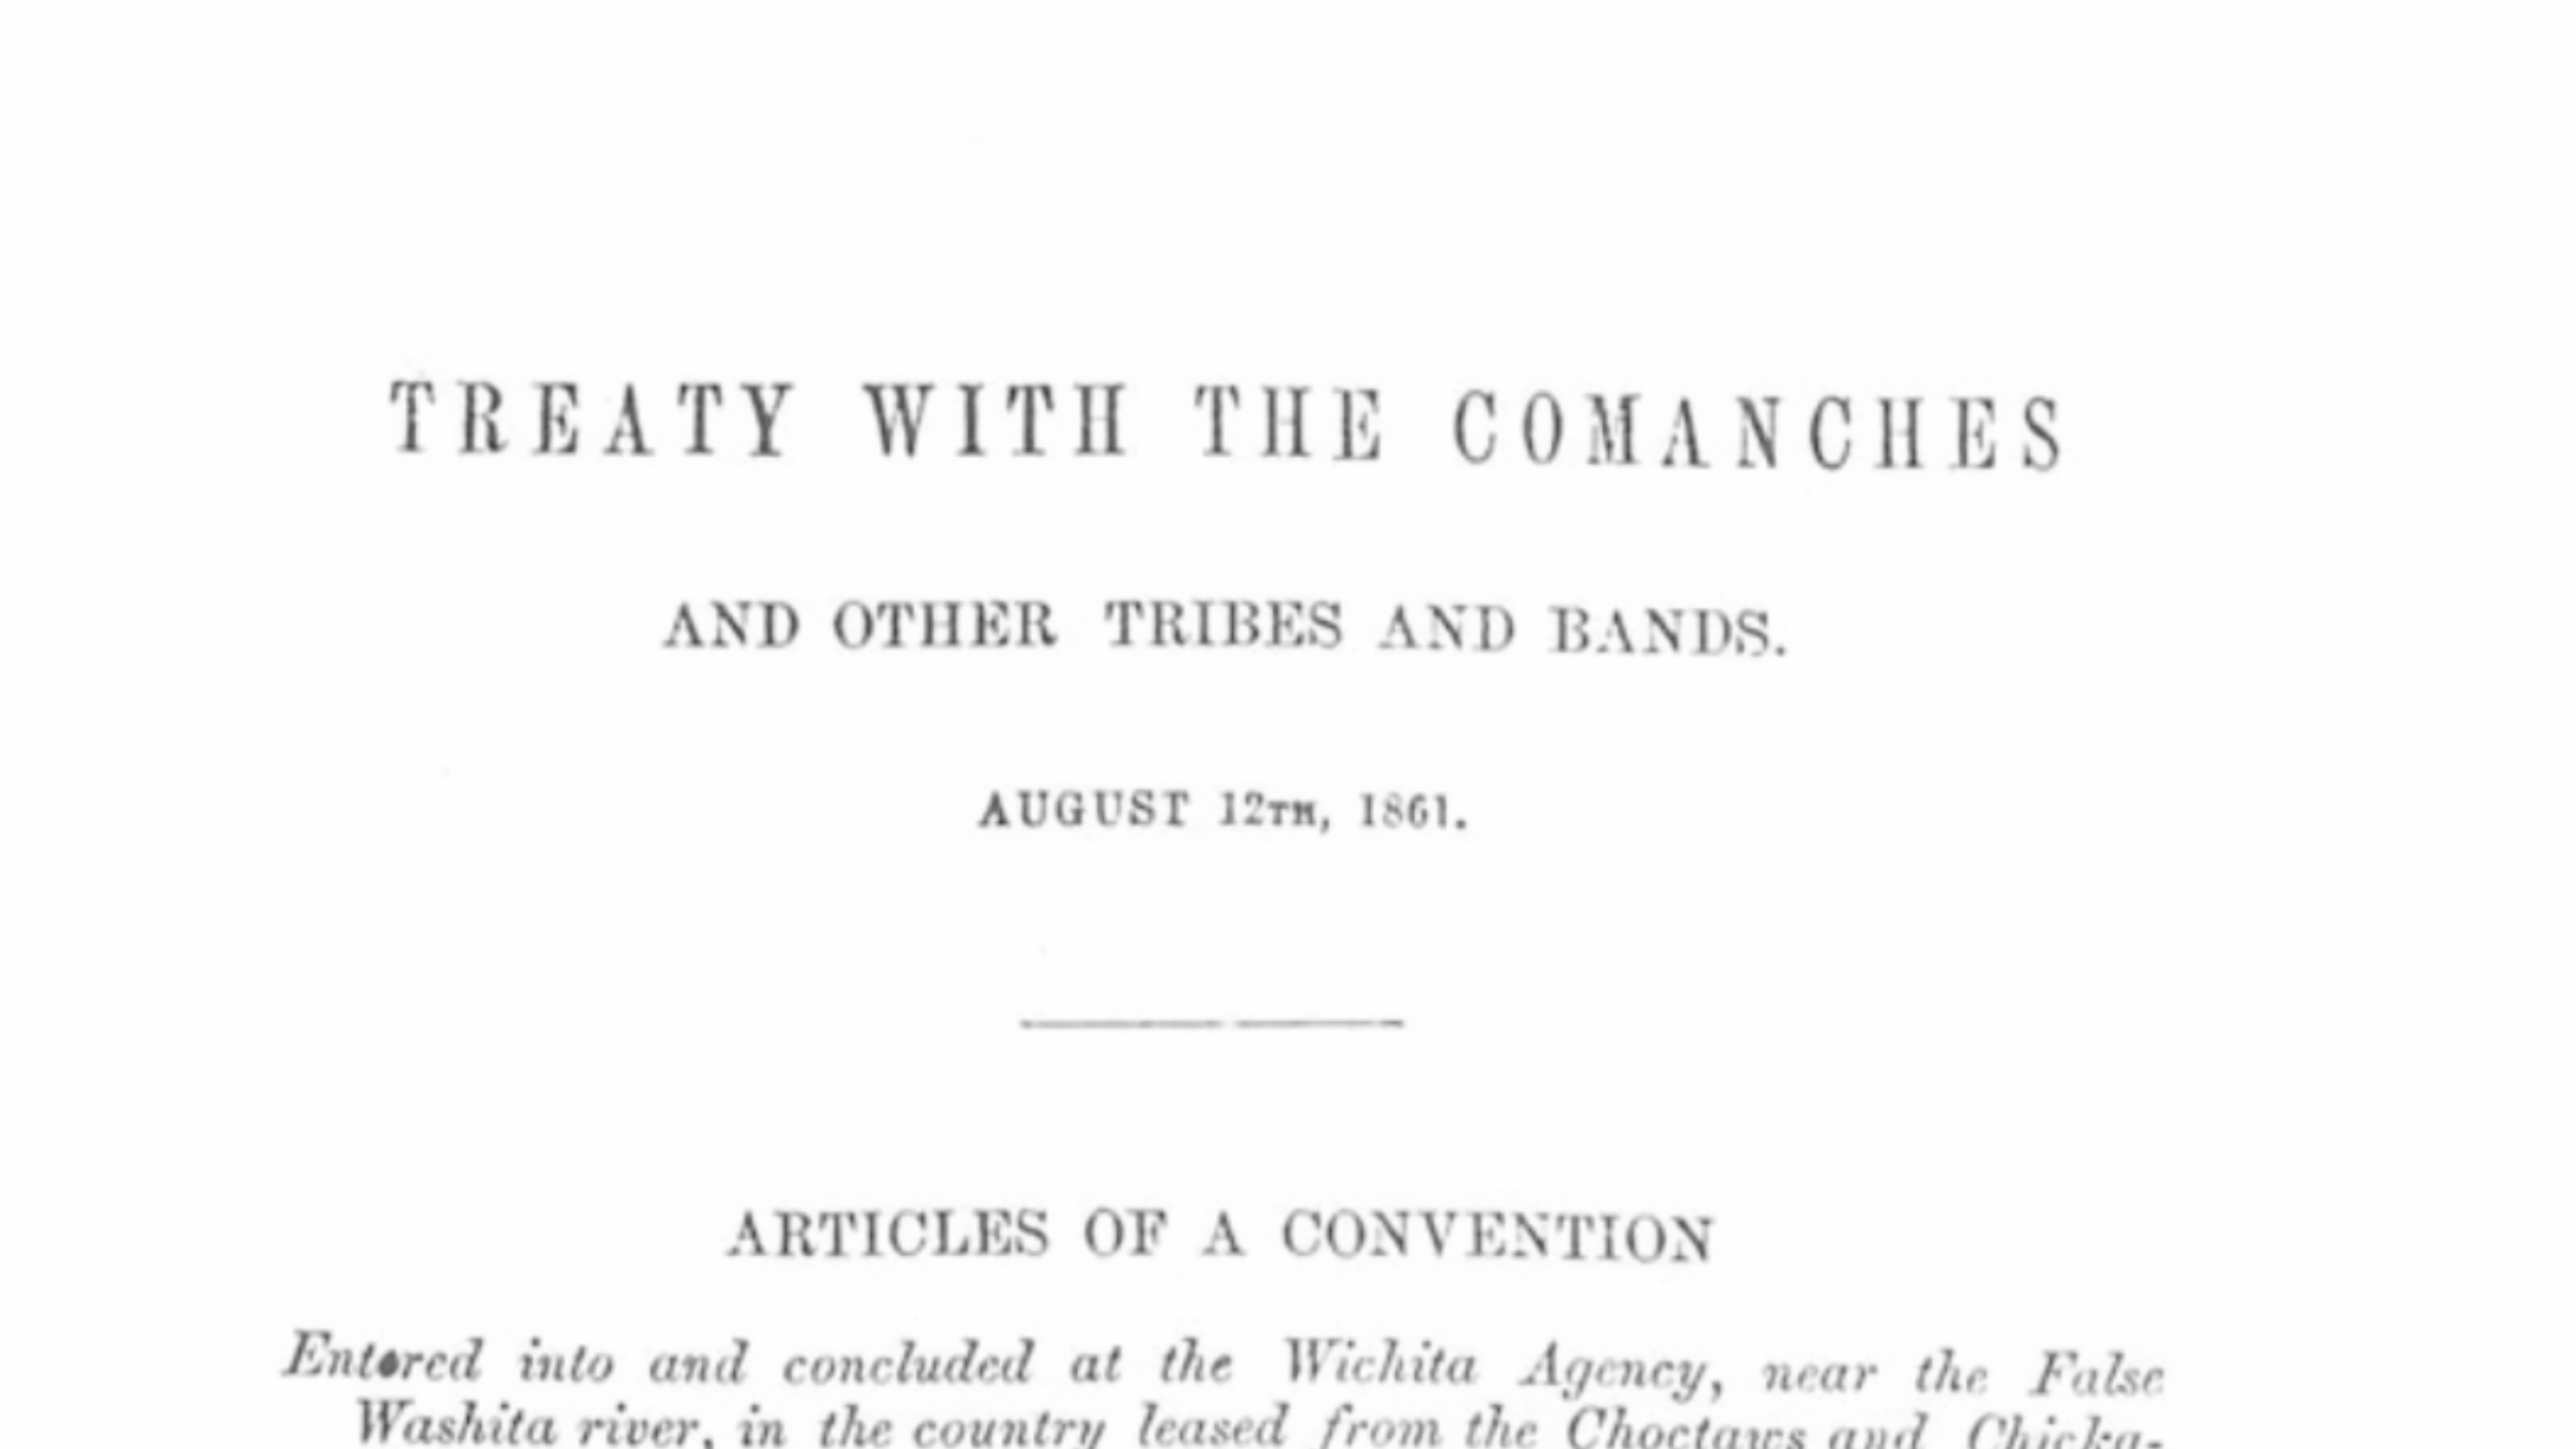 TREATY WITH THE COMANCHES
AND OTHER TRIBES AND BANDS.
AUGUST 12TH, 1861.
ARTICLES OF A CONVENTION
Entered into and concluded at the Wichita Agency, near the False
Washita river, in the country leased from the Choctaws and Chicka-